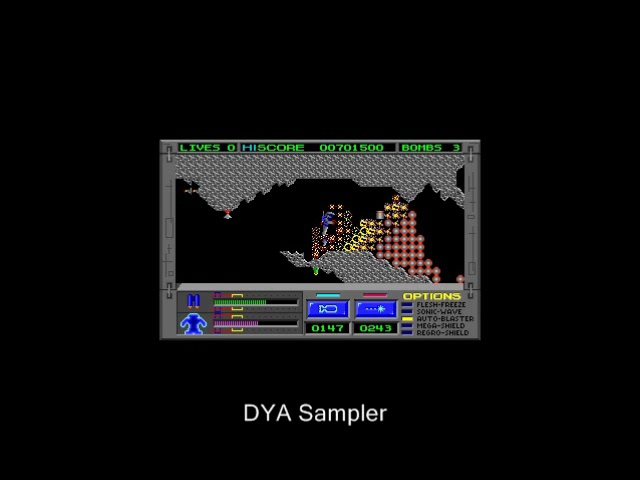 LIVES 0 HISCORE 00701500 BOMBS 3
OPTIONS
FLESH-FREEZE
SONIC-WAVE
AUTO-BLASTER
MEGA-SHIELD
REGRO-SHIELD
0147 0243
DYA Sampler